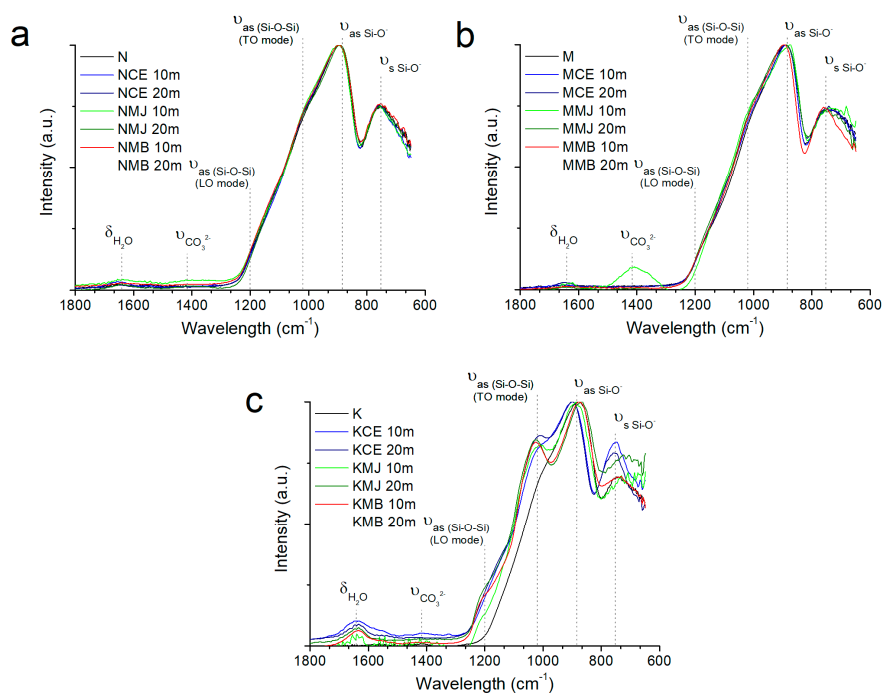 a
υas (Si-O-Si)
(TO mode)
υas Si-O-
υs Si-O-
N
NCE 10m
NCE 20m
NMJ 10m
NMJ 20m
NMB 10m
NMB 20m
υas (Si-O-Si)
(LO mode)
δH2O
υCO32-
Intensity (a.u.)
1800 1600 1400 1200 1000 800 600
Wavelength (cm-1)
b
υas (Si-O-Si)
(TO mode)
υas Si-O-
υs Si-O-
M
MCE 10m
MCE 20m
MMJ 10m
MMJ 20m
MMB 10m
MMB 20m
υas (Si-O-Si)
(LO mode)
δH2O
υCO32-
Intensity (a.u.)
1800 1600 1400 1200 1000 800 600
Wavelength (cm-1)
c
υas (Si-O-Si)
(TO mode)
υas Si-O-
υs Si-O-
K
KCE 10m
KCE 20m
KMJ 10m
KMJ 20m
KMB 10m
KMB 20m
υas (Si-O-Si)
(LO mode)
δH2O
υCO32-
Intensity (a.u.)
1800 1600 1400 1200 1000 800 600
Wavelength (cm-1)